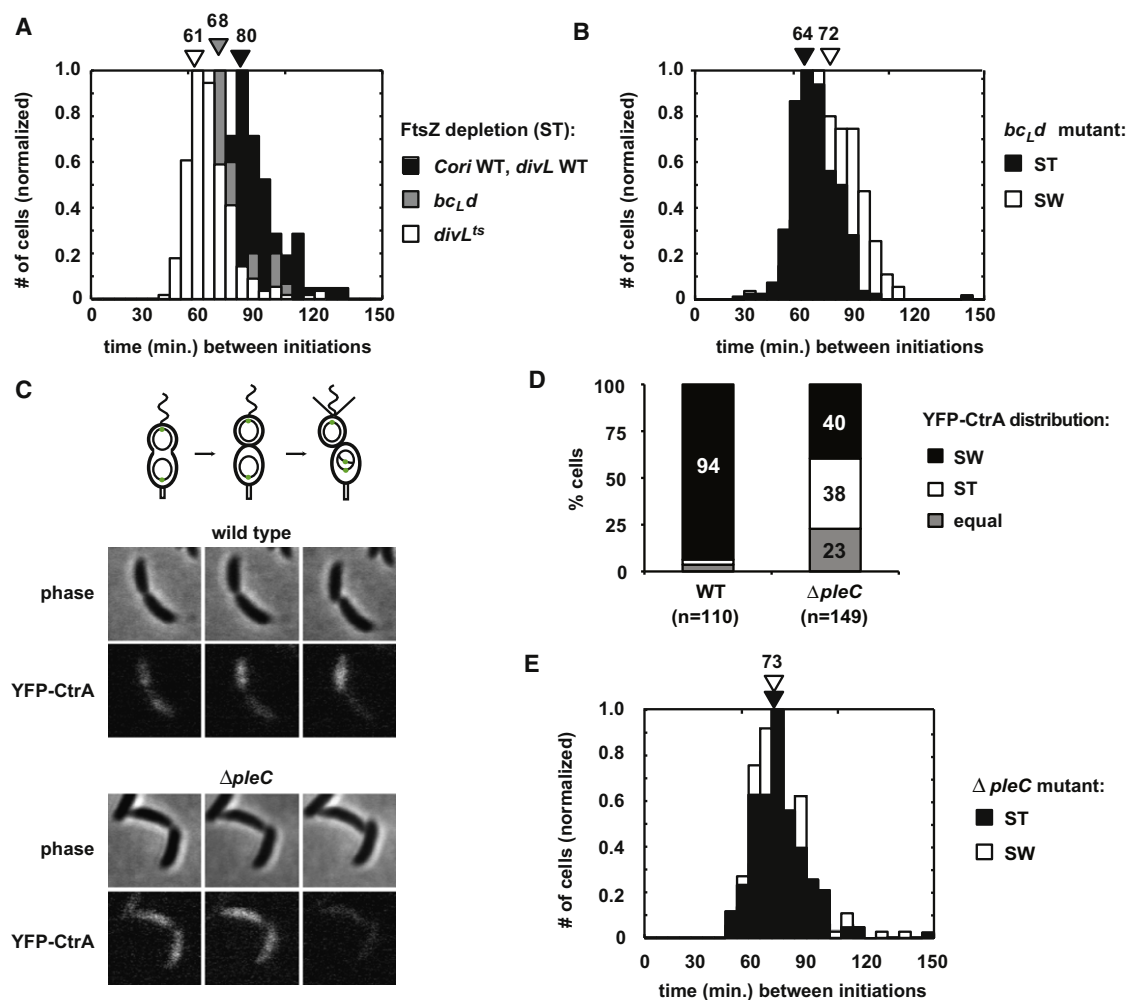 A
61
68
80
# of cells (normalized)
1.0
0.8
0.6
0.4
0.2
0
0 30 60 90 120 150
time (min.) between initiations
FtsZ depletion (ST):
Cori WT, divL WT
bcLd
divLts
B
64 72
# of cells (normalized)
1.0
0.8
0.6
0.4
0.2
0
0 30 60 90 120 150
time (min.) between initiations
bcLd mutant:
ST
SW
C
wild type
phase
YFP-CtrA
ΔpleC
phase
YFP-CtrA
D
% cells
100
75
50
25
0
94
40
38
23
WT
(n=110)
ΔpleC
(n=149)
YFP-CtrA distribution:
SW
ST
equal
E
73
# of cells (normalized)
1.0
0.8
0.6
0.4
0.2
0
0 30 60 90 120 150
time (min.) between initiations
Δ pleC mutant:
ST
SW